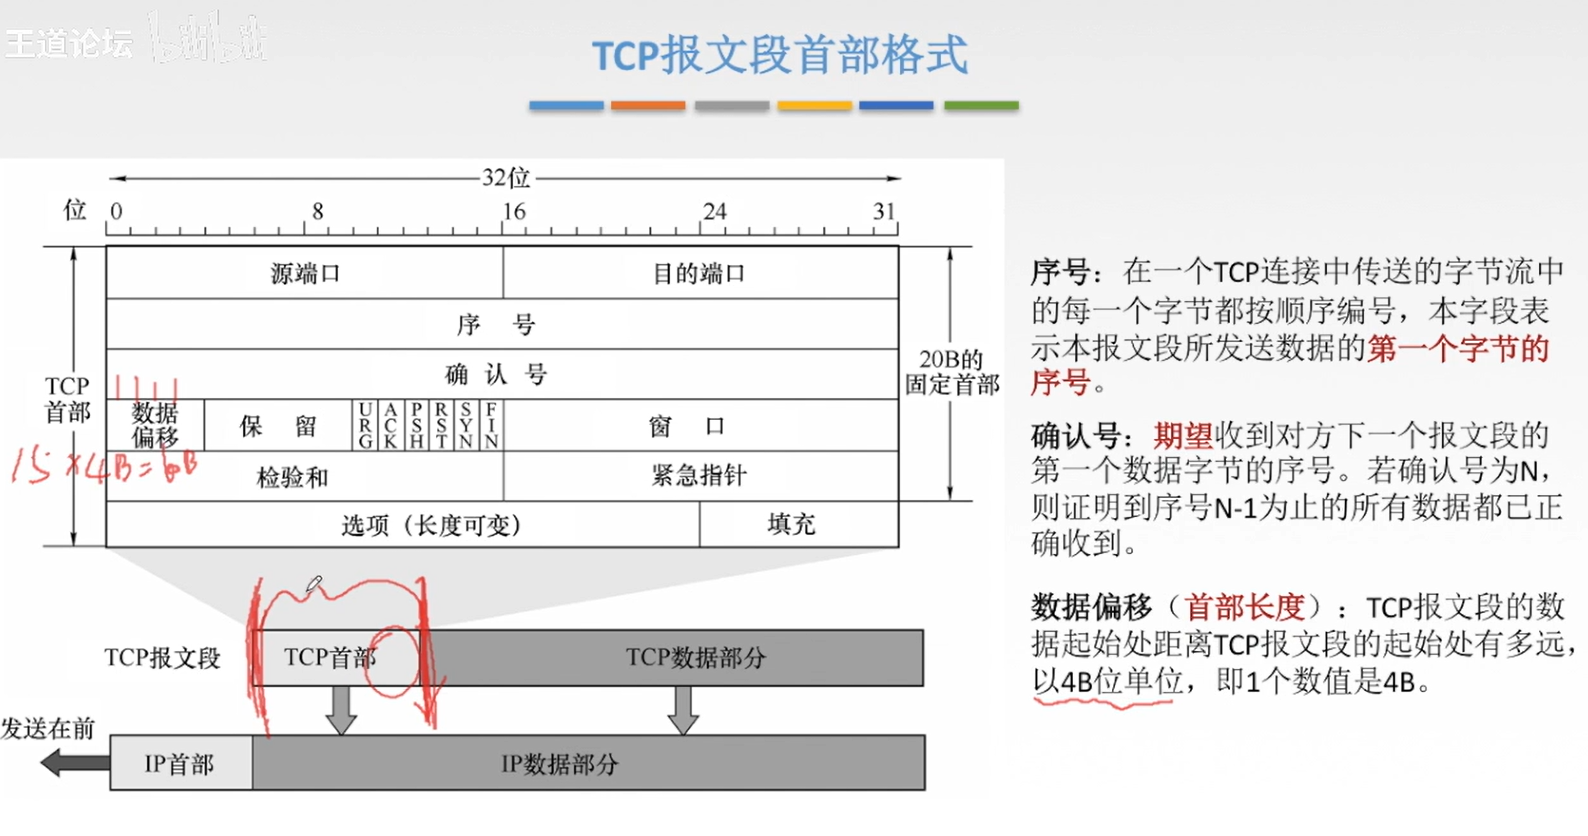 王道论坛 bilibili
TCP报文段首部格式
32位
位 0 8 16 24 31
源端口 目的端口
序 号
确 认 号
TCP
首部
20B的
固定首部
数据
偏移
保 留
URG
ACK
PSH
RST
SYN
FIN
窗 口
1111
15×4B=60B
检验和 紧急指针
选项（长度可变） 填充
TCP报文段 TCP首部 TCP数据部分
发送在前
IP首部 IP数据部分
序号：在一个TCP连接中传送的字节流中
的每一个字节都按顺序编号，本字段表
示本报文段所发送数据的第一个字节的
序号。
确认号：期望收到对方下一个报文段的
第一个数据字节的序号。若确认号为N，
则证明到序号N-1为止的所有数据都已正
确收到。
数据偏移（首部长度）：TCP报文段的数
据起始处距离TCP报文段的起始处有多远，
以4B位单位，即1个数值是4B。